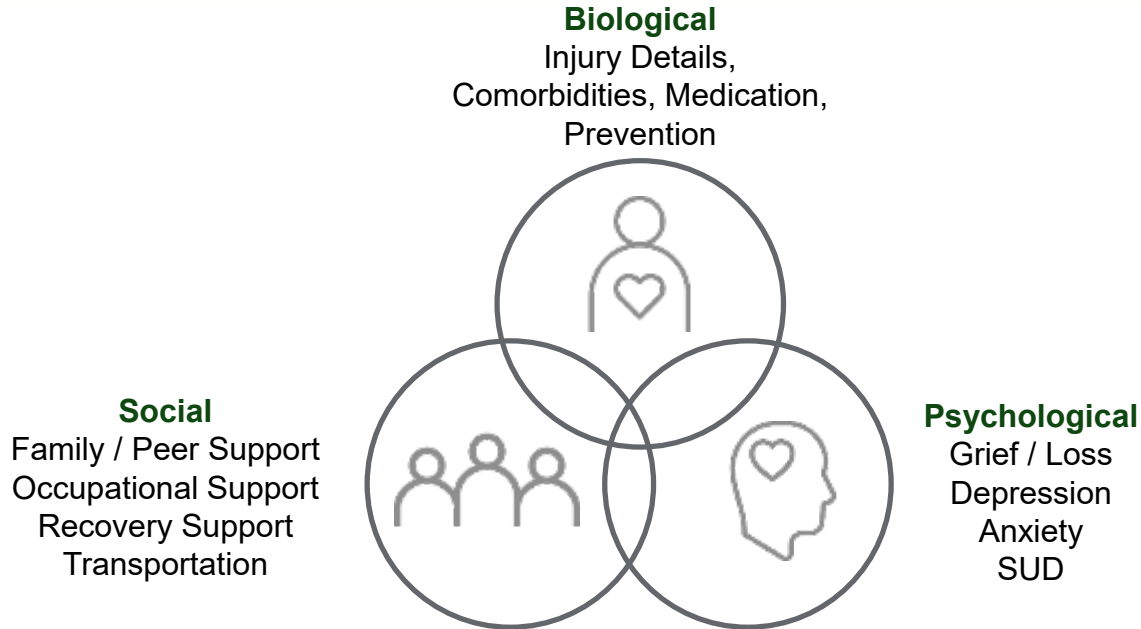 Biological
Injury Details,
Comorbidities, Medication,
Prevention
Social
Family / Peer Support
Occupational Support
Recovery Support
Transportation
Psychological
Grief / Loss
Depression
Anxiety
SUD